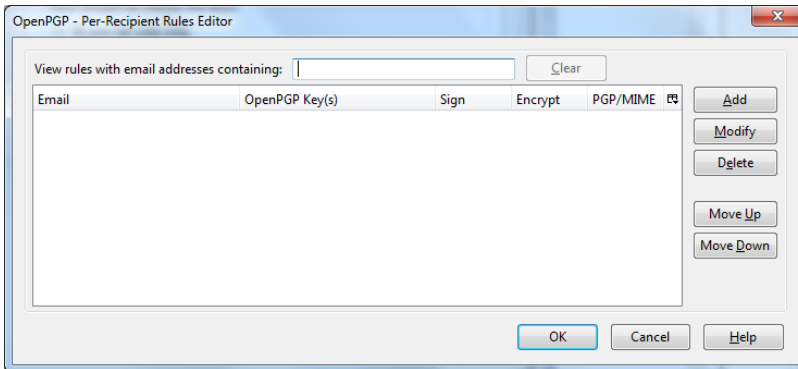 OpenPGP - Per-Recipient Rules Editor
View rules with email addresses containing: Clear
Email OpenPGP Key(s) Sign Encrypt PGP/MIME
Add
Modify
Delete
Move Up
Move Down
OK Cancel Help